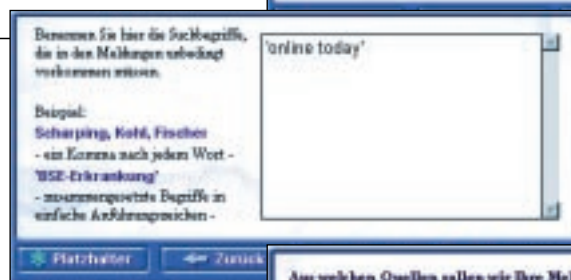 Benennen Sie hier die Suchbegriffe,
die in den Meldungen unbedingt
vorkommen müssen.
Beispiel:
Scharping, Kohl, Fischer
- ein Komma nach jedem Wort -
'BSE-Erkrankung'
- zusammengesetzte Begriffe in
einfache Anführungszeichen -
'online today'
Platzhalter
Zurück
Aus welchen Quellen sollen wir Ihre